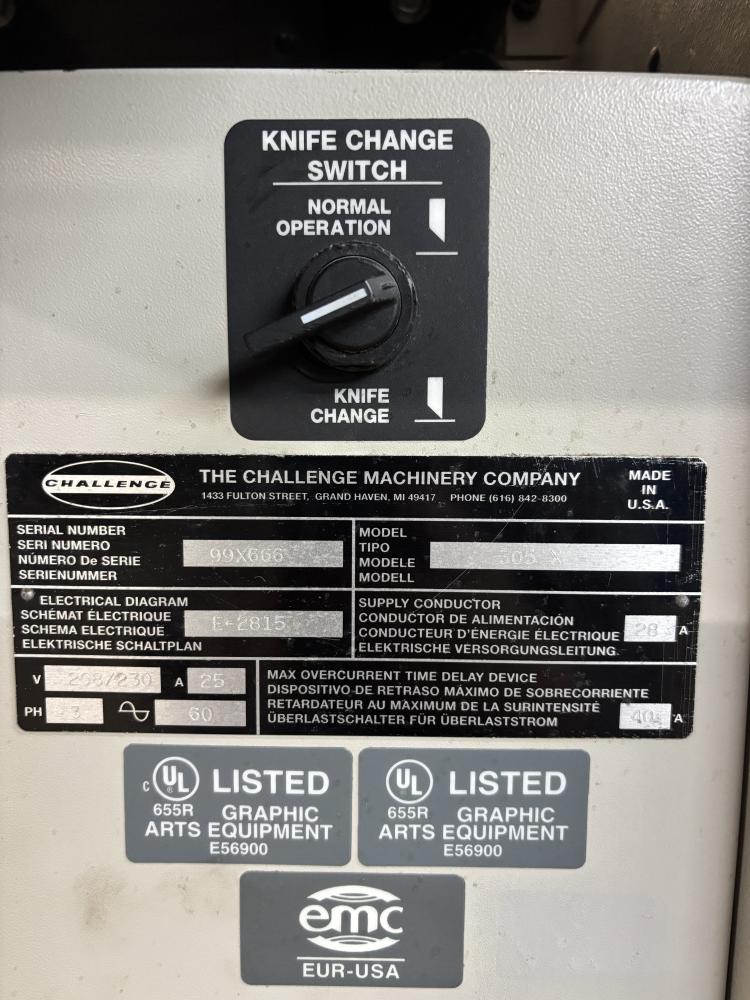 KNIFE CHANGE
SWITCH
NORMAL
OPERATION
KNIFE
CHANGE
CHALLENGE
THE CHALLENGE MACHINERY COMPANY
1433 FULTON STREET, GRAND HAVEN, MI 49417 PHONE (616) 842-8300
MADE
IN
U.S.A.
SERIAL NUMBER
SERI NUMERO
NÚMERO De SERIE
SERIENUMMER
99X666
MODEL
TIPO
MODELE
MODELL
305 X
ELECTRICAL DIAGRAM
SCHÉMAT ÉLECTRIQUE
SCHEMA ELECTRIQUE
ELEKTRISCHE SCHALTPLAN
E-2815
SUPPLY CONDUCTOR
CONDUCTOR DE ALIMENTACIÓN
CONDUCTEUR D'ÉNERGIE ÉLECTRIQUE
ELEKTRISCHE VERSORGUNGSLEITUNG.
28 A
V 208/230 A 25
PH 3 60
MAX OVERCURRENT TIME DELAY DEVICE
DISPOSITIVO DE RETRASO MÁXIMO DE SOBRECORRIENTE
RETARDATEUR AU MAXIMUM DE LA SURINTENSITÉ
ÜBERLASTSCHALTER FÜR ÜBERLASTSTROM
40 A
C UL ® LISTED
655R GRAPHIC
ARTS EQUIPMENT
E56900
UL ® LISTED
655R GRAPHIC
ARTS EQUIPMENT
E56900
emc
EUR-USA